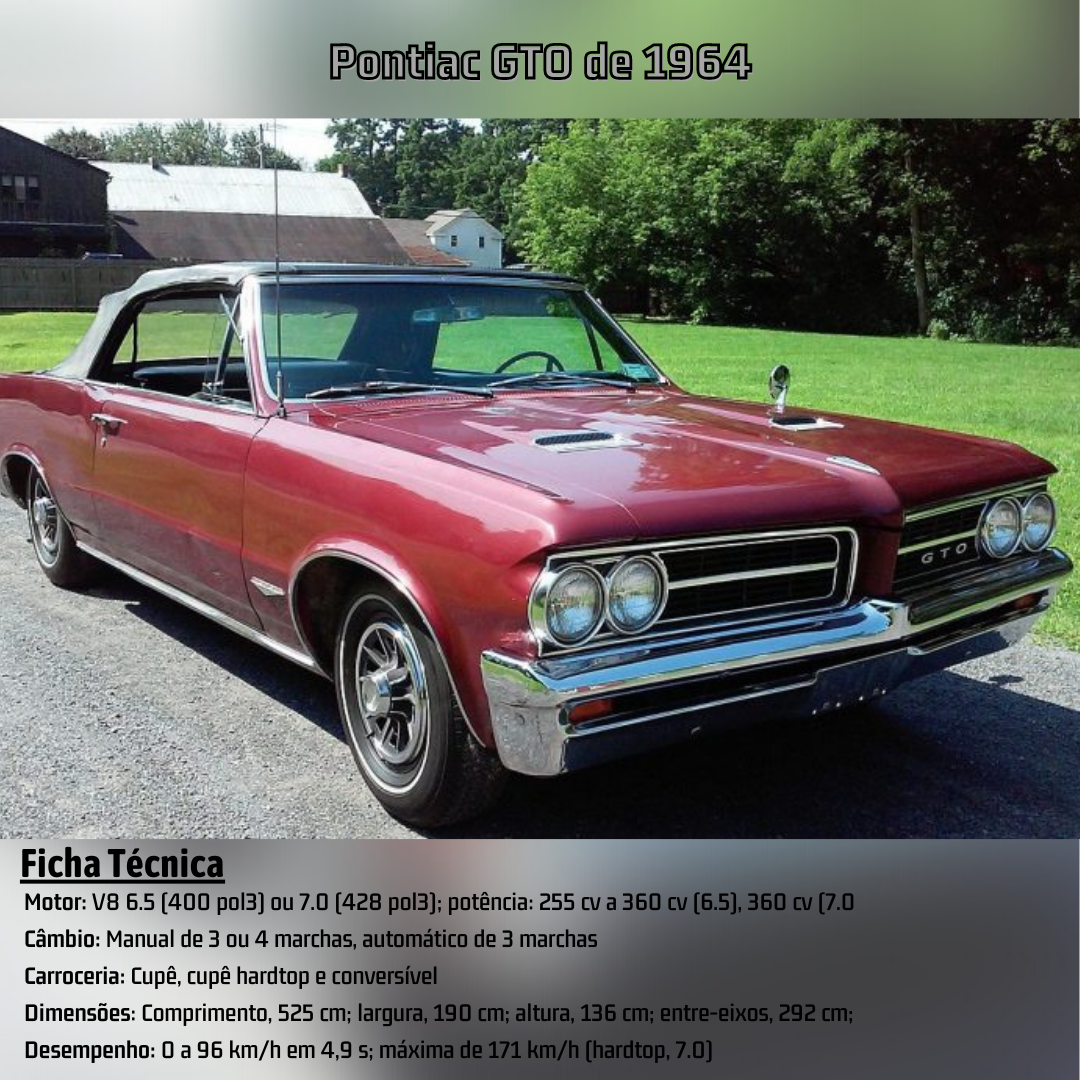 Pontiac GTO de 1964
GTO
Ficha Técnica
Motor: V8 6.5 (400 pol3) ou 7.0 (428 pol3); potência: 255 cv a 360 cv (6.5), 360 cv (7.0
Câmbio: Manual de 3 ou 4 marchas, automático de 3 marchas
Carroceria: Cupê, cupê hardtop e conversível
Dimensões: Comprimento, 525 cm; largura, 190 cm; altura, 136 cm; entre-eixos, 292 cm;
Desempenho: 0 a 96 km/h em 4,9 s; máxima de 171 km/h (hardtop, 7.0)